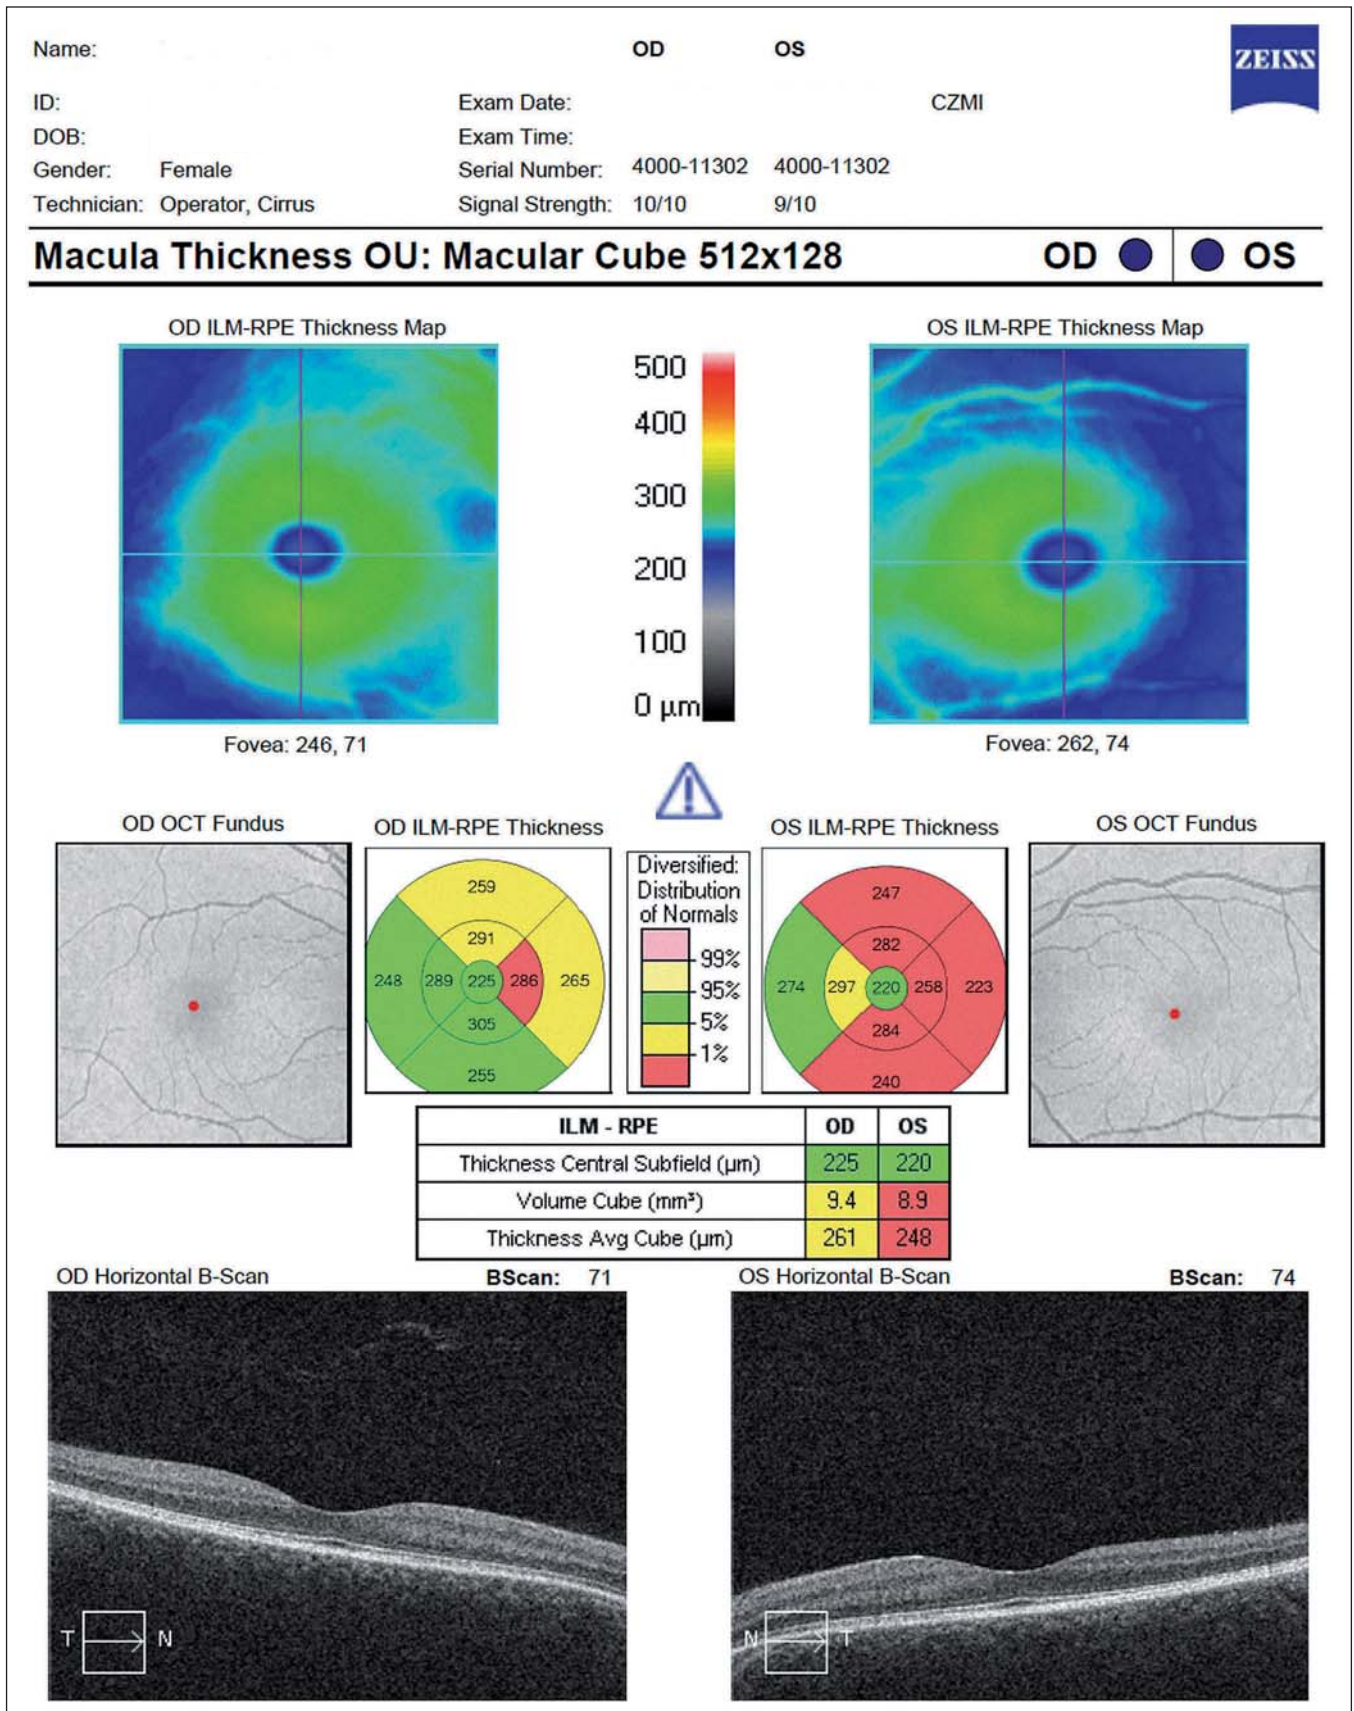 Name: OD OS
ZEISS
ID: Exam Date: CZMI
DOB: Exam Time:
Gender: Female Serial Number: 4000-11302 4000-11302
Technician: Operator, Cirrus Signal Strength: 10/10 9/10
Macula Thickness OU: Macular Cube 512x128 OD OS
OD ILM-RPE Thickness Map
OS ILM-RPE Thickness Map
500
400
300
200
100
0 µm
Fovea: 246, 71
Fovea: 262, 74
OD OCT Fundus
OD ILM-RPE Thickness
OS ILM-RPE Thickness
OS OCT Fundus
259
291
248 289 225 286 265
305
255
Diversified:
Distribution
of Normals
99%
95%
5%
1%
247
282
274 297 220 258 223
284
240
ILM - RPE OD OS
Thickness Central Subfield (µm) 225 220
Volume Cube (mm³) 9.4 8.9
Thickness Avg Cube (µm) 261 248
OD Horizontal B-Scan BScan: 71
OS Horizontal B-Scan BScan: 74
T N
N T